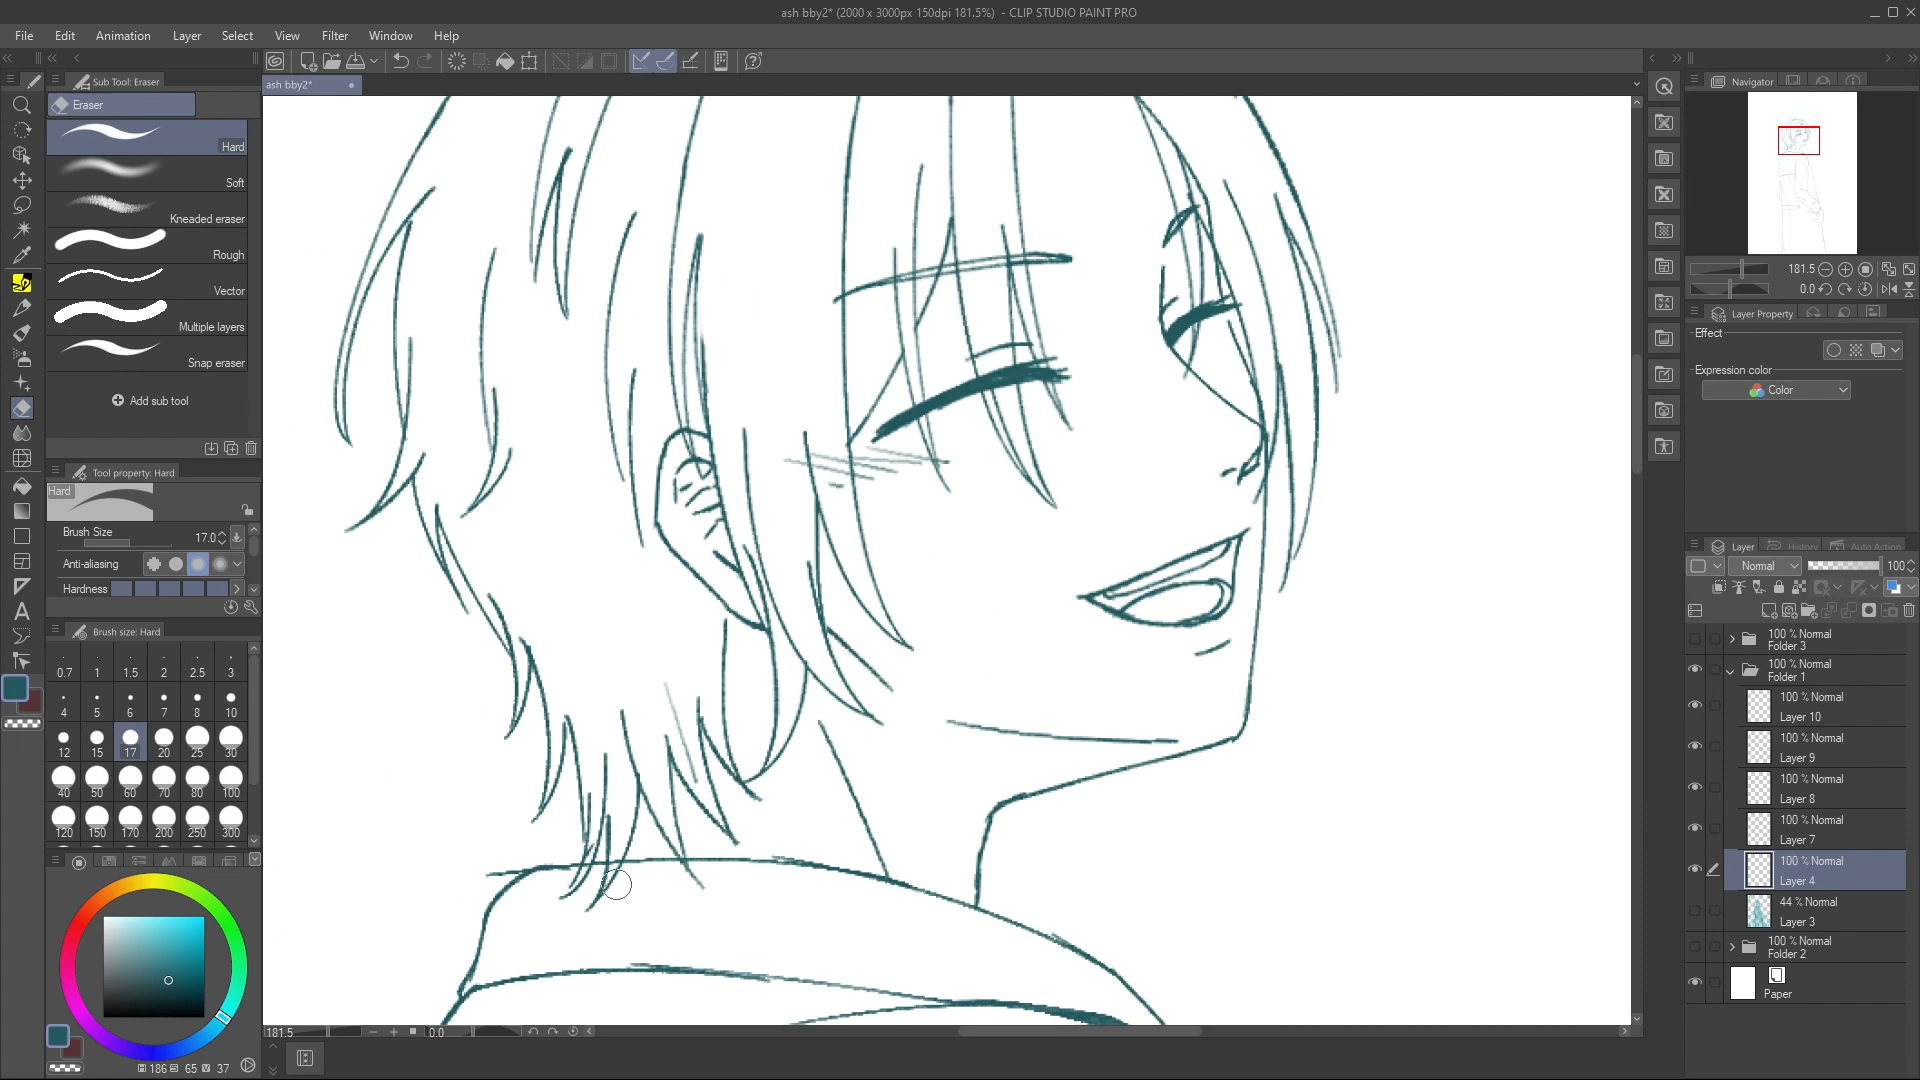 ash bby2* (2000 x 3000px 150dpi 181.5%)  - CLIP STUDIO PAINT PRO
File Edit Animation Layer Select View Filter Window Help
Sub Tool: Eraser
ash bby2*
Navigator
Eraser
Hard
Soft
Kneaded eraser
Rough
Vector
Multiple layers
Snap eraser
Add sub tool
181.5
0.0
Layer Property
Effect
Expression color
Color
Tool property: Hard
Hard
Brush Size 17.0
Anti-aliasing
Hardness
Brush size: Hard
0.7 1 1.5 2 2.5 3
4 5 6 7 8 10
12 15 17 20 25 30
40 50 60 70 80 100
120 150 170 200 250 300
Layer History Auto Action
Normal 100
100 % Normal
Folder 3
100 % Normal
Folder 1
100 % Normal
Layer 10
100 % Normal
Layer 9
100 % Normal
Layer 8
100 % Normal
Layer 7
100 % Normal
Layer 4
44 % Normal
Layer 3
100 % Normal
Folder 2
Paper
181.5 0.0
H 186 S 65 V 37